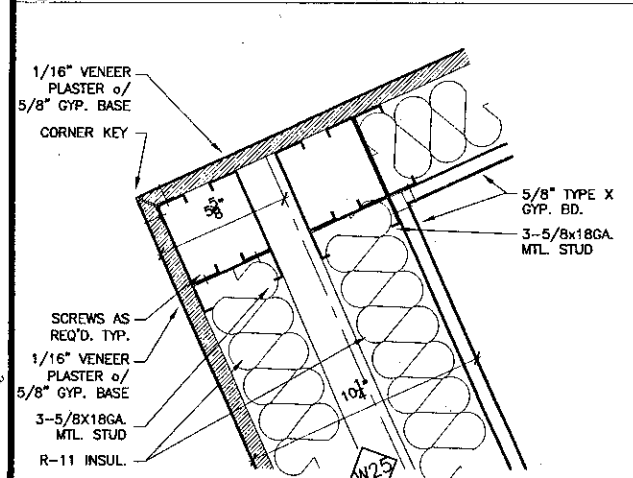 1/16" VENEER
PLASTER o/
5/8" GYP. BASE
CORNER KEY
5 5/8"
5/8" TYPE X
GYP. BD.
3-5/8x18GA.
MTL. STUD
SCREWS AS
REQ'D. TYP.
1/16" VENEER
PLASTER o/
5/8" GYP. BASE
3-5/8X18GA.
MTL. STUD
R-11 INSUL.
10 1/4"
W25